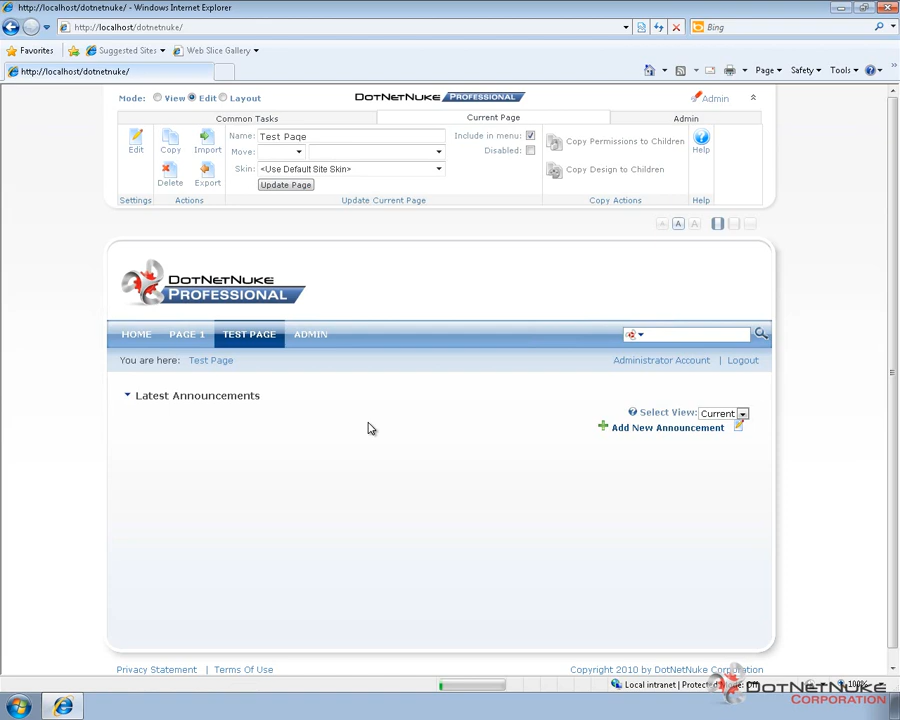 http://localhost/dotnetnuke/ - Windows Internet Explorer
http://localhost/dotnetnuke/
Bing
Favorites
Suggested Sites
Web Slice Gallery
http://localhost/dotnetnuke/
Page
Safety
Tools
Mode: View Edit Layout
DOTNETNUKE PROFESSIONAL
Admin
Common Tasks
Current Page
Admin
Edit
Copy
Import
Name: Test Page
Include in menu:
Copy Permissions to Children
Help
Move:
Disabled:
Delete
Export
Skin: <Use Default Site Skin>
Copy Design to Children
Update Page
Settings
Actions
Update Current Page
Copy Actions
Help
A
A
A
DOTNETNUKE
PROFESSIONAL
HOME
PAGE 1
TEST PAGE
ADMIN
You are here: Test Page
Administrator Account | Logout
Latest Announcements
Select View: Current
Add New Announcement
Privacy Statement | Terms Of Use
Copyright 2010 by DotNetNuke Corporation
Local intranet | Protected Mode: Off
100%
DOTNETNUKE
CORPORATION